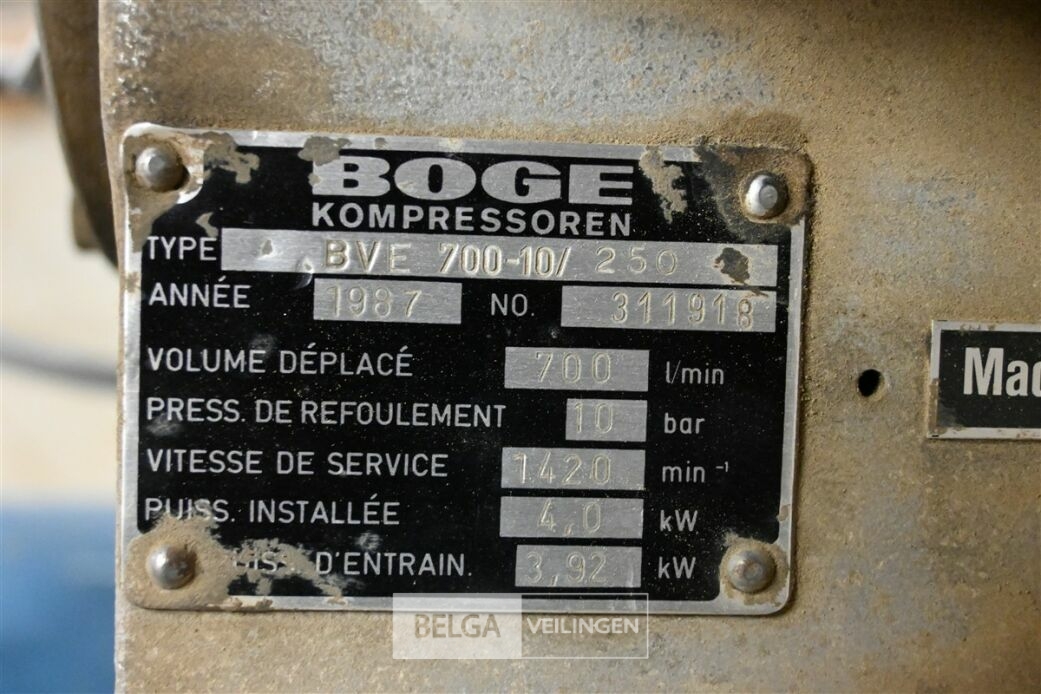 BOGE
KOMPRESSOREN
TYPE BVE 700-10/ 250
ANNÉE 1987 NO. 311918
VOLUME DÉPLACÉ 700 l/min
PRESS. DE REFOULEMENT 10 bar
VITESSE DE SERVICE 1420 min⁻¹
PUISS. INSTALLÉE 4,0 kW
D'ENTRAIN. 3,92 kW
BELGA VEILINGEN